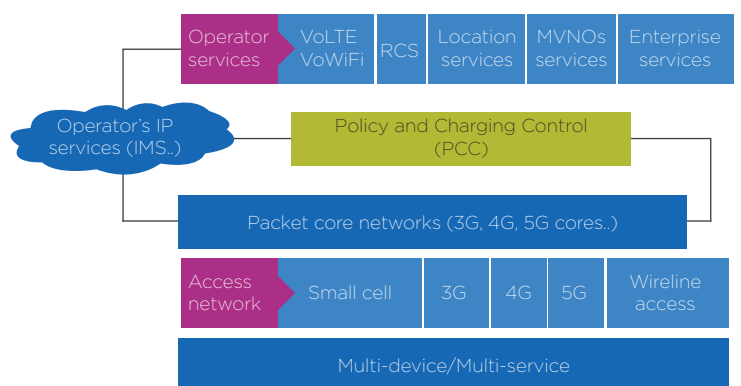 Operator
services
VoLTE
VoWiFi
RCS
Location
services
MVNOs
services
Enterprise
services
Operator’s IP
services (IMS..)
Policy and Charging Control
(PCC)
Packet core networks (3G, 4G, 5G cores..)
Access
network
Small cell
3G
4G
5G
Wireline
access
Multi-device/Multi-service